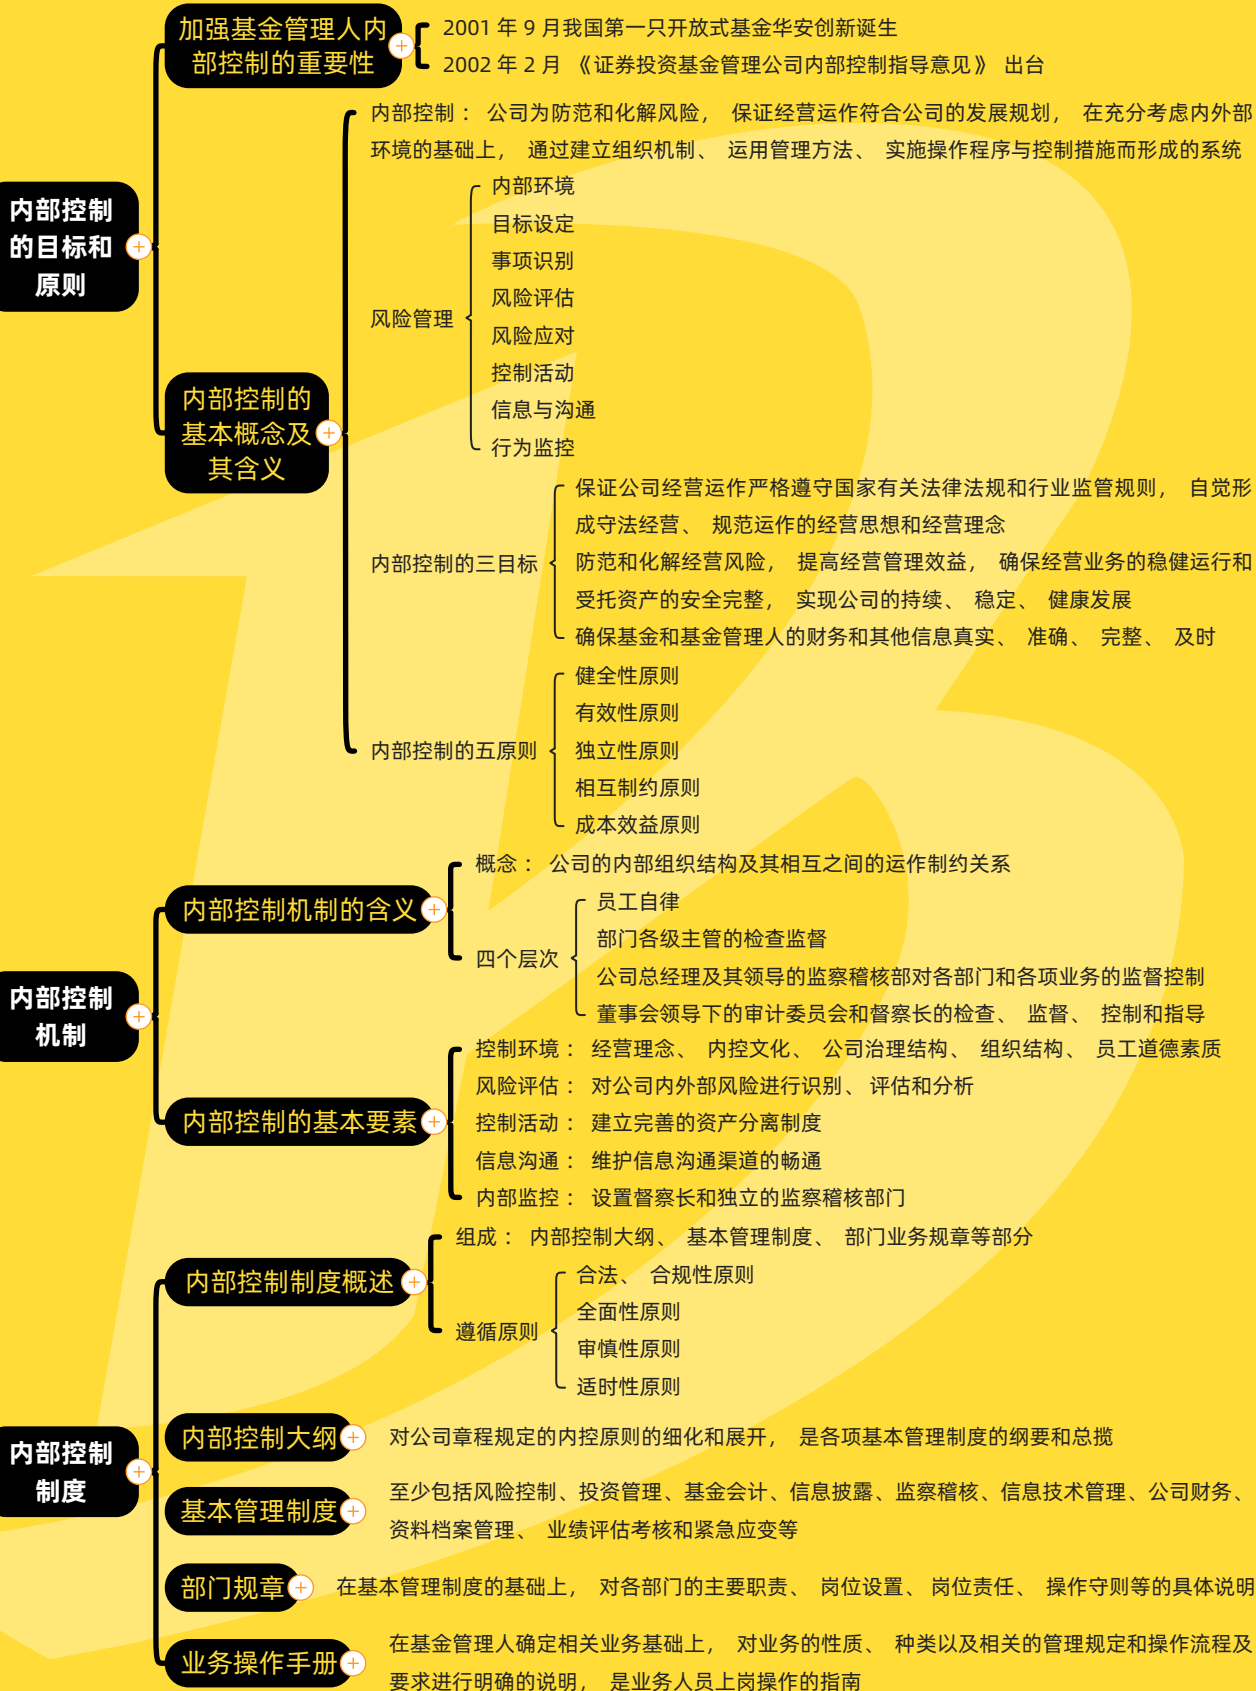 内部控制
的目标和
原则
加强基金管理人内
部控制的重要性
2001 年 9 月我国第一只开放式基金华安创新诞生
2002 年 2 月 《证券投资基金管理公司内部控制指导意见》 出台
内部控制的
基本概念及
其含义
内部控制： 公司为防范和化解风险， 保证经营运作符合公司的发展规划， 在充分考虑内外部
环境的基础上， 通过建立组织机制、 运用管理方法、 实施操作程序与控制措施而形成的系统
风险管理
内部环境
目标设定
事项识别
风险评估
风险应对
控制活动
信息与沟通
行为监控
内部控制的三目标
保证公司经营运作严格遵守国家有关法律法规和行业监管规则， 自觉形
成守法经营、 规范运作的经营思想和经营理念
防范和化解经营风险， 提高经营管理效益， 确保经营业务的稳健运行和
受托资产的安全完整， 实现公司的持续、 稳定、 健康发展
确保基金和基金管理人的财务和其他信息真实、 准确、 完整、 及时
内部控制的五原则
健全性原则
有效性原则
独立性原则
相互制约原则
成本效益原则
内部控制
机制
内部控制机制的含义
概念： 公司的内部组织结构及其相互之间的运作制约关系
四个层次
员工自律
部门各级主管的检查监督
公司总经理及其领导的监察稽核部对各部门和各项业务的监督控制
董事会领导下的审计委员会和督察长的检查、 监督、 控制和指导
内部控制的基本要素
控制环境： 经营理念、 内控文化、 公司治理结构、 组织结构、 员工道德素质
风险评估： 对公司内外部风险进行识别、评估和分析
控制活动： 建立完善的资产分离制度
信息沟通： 维护信息沟通渠道的畅通
内部监控： 设置督察长和独立的监察稽核部门
内部控制
制度
内部控制制度概述
组成： 内部控制大纲、 基本管理制度、 部门业务规章等部分
遵循原则
合法、 合规性原则
全面性原则
审慎性原则
适时性原则
内部控制大纲
对公司章程规定的内控原则的细化和展开， 是各项基本管理制度的纲要和总揽
基本管理制度
至少包括风险控制、投资管理、基金会计、信息披露、监察稽核、信息技术管理、公司财务、
资料档案管理、 业绩评估考核和紧急应变等
部门规章
在基本管理制度的基础上， 对各部门的主要职责、 岗位设置、岗位责任、 操作守则等的具体说明
业务操作手册
在基金管理人确定相关业务基础上， 对业务的性质、 种类以及相关的管理规定和操作流程及
要求进行明确的说明， 是业务人员上岗操作的指南